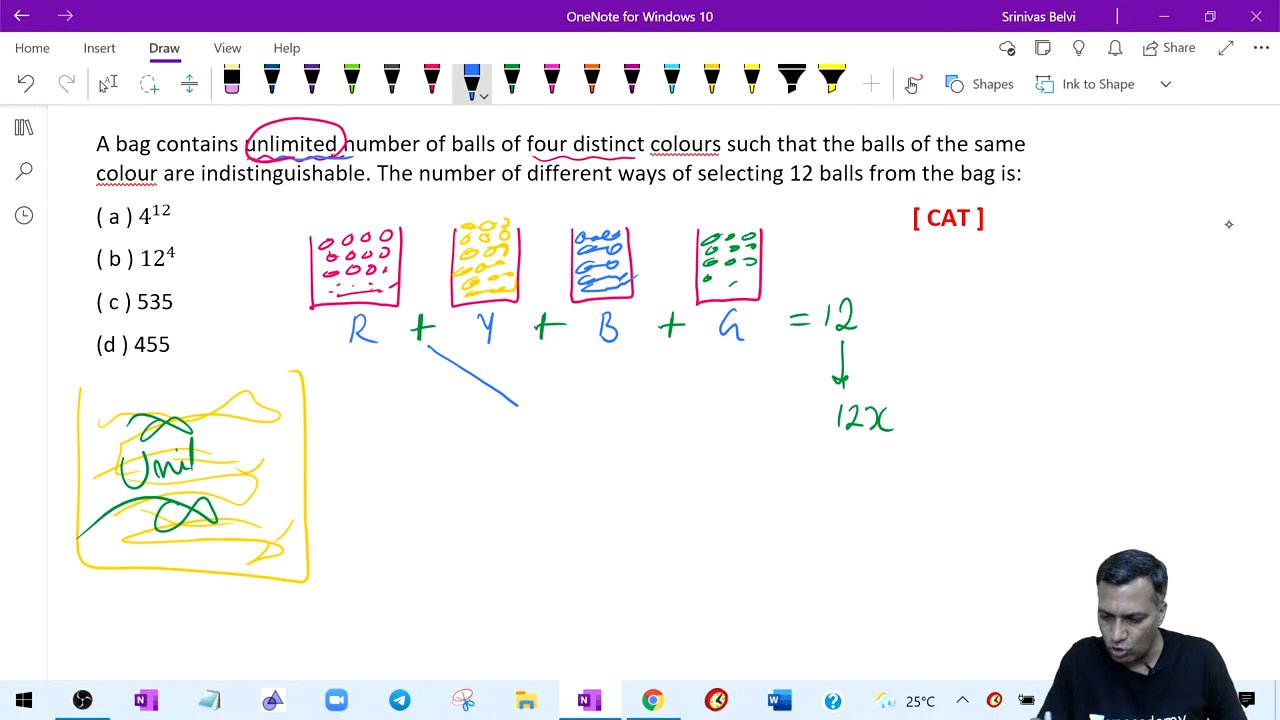 OneNote for Windows 10
Srinivas Belvi
Home Insert Draw View Help
Share
Shapes
Ink to Shape
A bag contains unlimited number of balls of four distinct colours such that the balls of the same
colour are indistinguishable. The number of different ways of selecting 12 balls from the bag is:
( a ) 4¹²
[ CAT ]
( b ) 12⁴
( c ) 535
(d ) 455
R + Y + B + G = 12
12x
Unil
25°C